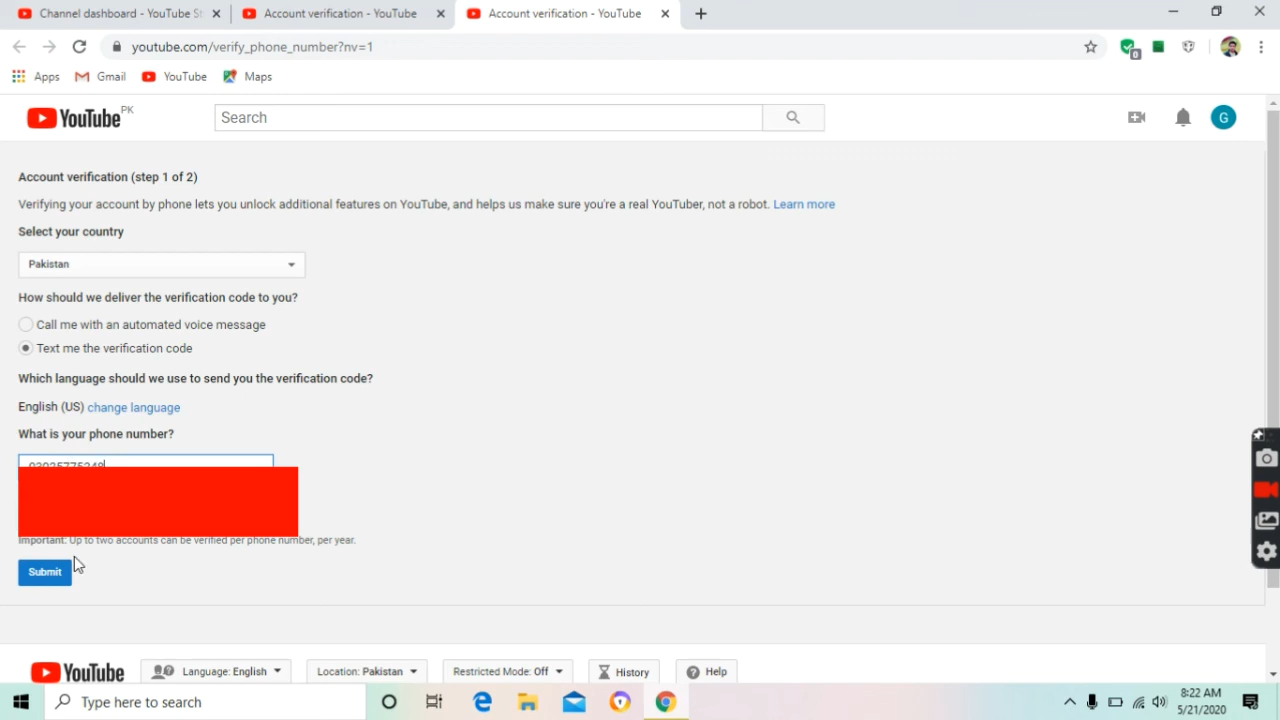 Channel dashboard - YouTube St
Account verification - YouTube
Account verification - YouTube
youtube.com/verify_phone_number?nv=1
0
Apps Gmail YouTube Maps
YouTube PK
Search
G
Account verification (step 1 of 2)
Verifying your account by phone lets you unlock additional features on YouTube, and helps us make sure you're a real YouTuber, not a robot. Learn more
Select your country
Pakistan
How should we deliver the verification code to you?
Call me with an automated voice message
Text me the verification code
Which language should we use to send you the verification code?
English (US) change language
What is your phone number?
Important: Up to two accounts can be verified per phone number, per year.
Submit
YouTube Language: English Location: Pakistan Restricted Mode: Off History Help
Type here to search
8:22 AM
5/21/2020